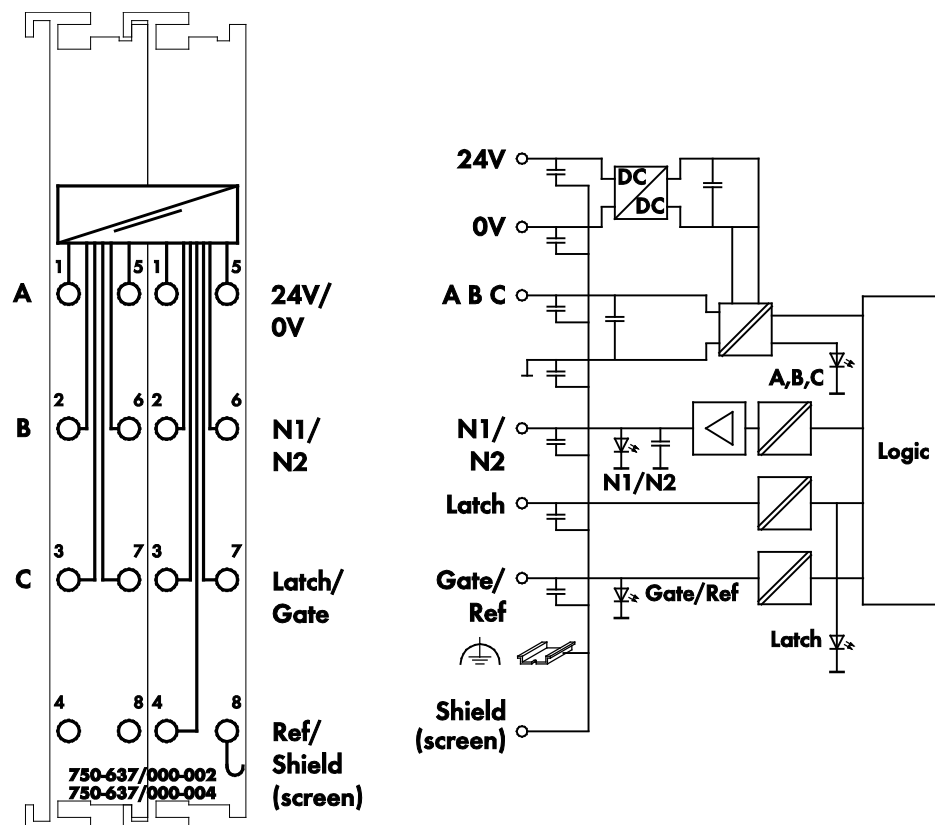 1 5 1 5
A
24V/
0V
2 6 2 6
B
N1/
N2
3 7 3 7
C
Latch/
Gate
4 8 4 8
Ref/
Shield
(screen)
750-637/000-002
750-637/000-004
24V
DC
DC
0V
A B C
A,B,C
N1/
N2
N1/N2
Logic
Latch
Gate/
Ref
Gate/Ref
Latch
Shield
(screen)